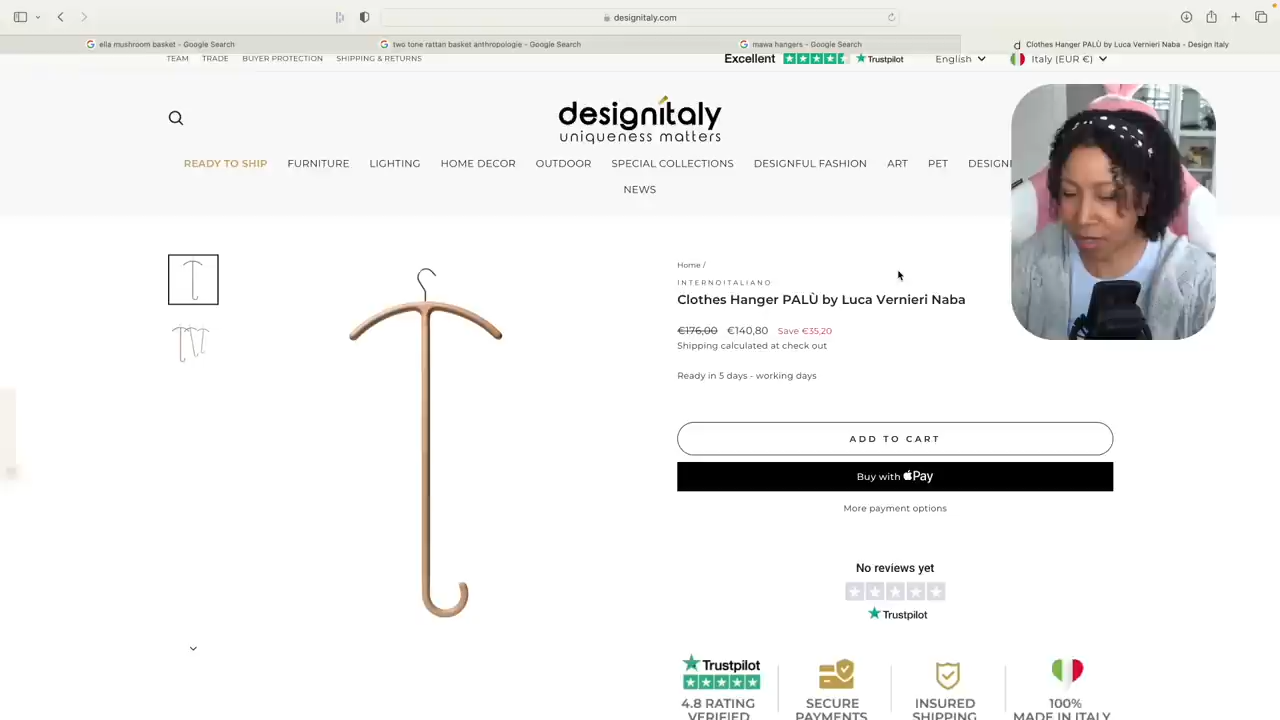 designitaly.com
ella mushroom basket - Google Search
two tone rattan basket anthropologie - Google Search
mawa hangers - Google Search
Clothes Hanger PALÙ by Luca Vernieri Naba - Design Italy
TEAM TRADE BUYER PROTECTION SHIPPING & RETURNS
Excellent Trustpilot
English
Italy (EUR €)
designitaly
uniqueness matters
READY TO SHIP FURNITURE LIGHTING HOME DECOR OUTDOOR SPECIAL COLLECTIONS DESIGNFUL FASHION ART PET DESIGN
NEWS
Home /
INTERNOITALIANO
Clothes Hanger PALÙ by Luca Vernieri Naba
€176,00 €140,80 Save €35,20
Shipping calculated at check out
Ready in 5 days - working days
ADD TO CART
Buy with Pay
More payment options
No reviews yet
Trustpilot
Trustpilot
4.8 RATING
VERIFIED
SECURE
PAYMENTS
INSURED
SHIPPING
100%
MADE IN ITALY